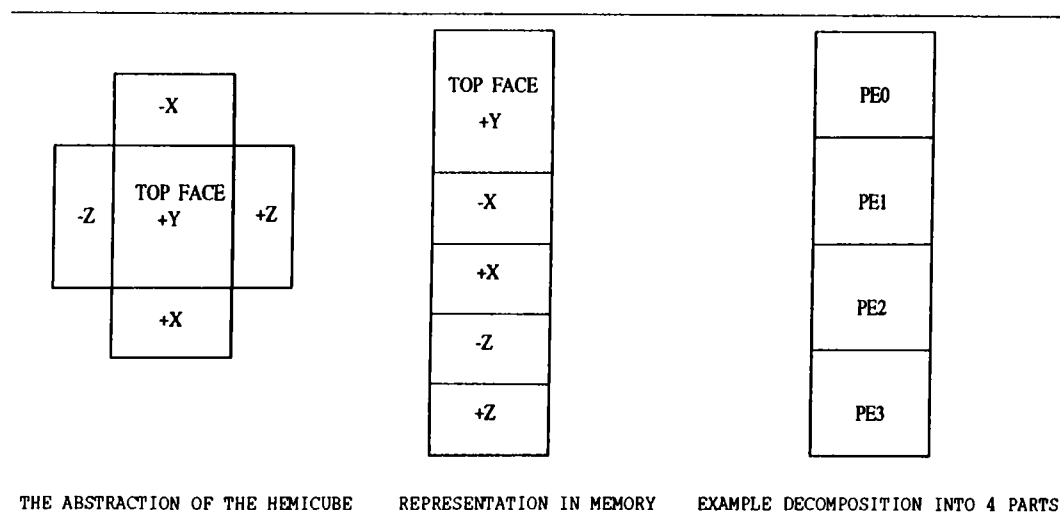 -X
-Z
TOP FACE
+Y
+Z
+X
TOP FACE
+Y
-X
+X
-Z
+Z
PE0
PE1
PE2
PE3
THE ABSTRACTION OF THE HEMICUBE
REPRESENTATION IN MEMORY
EXAMPLE DECOMPOSITION INTO 4 PARTS